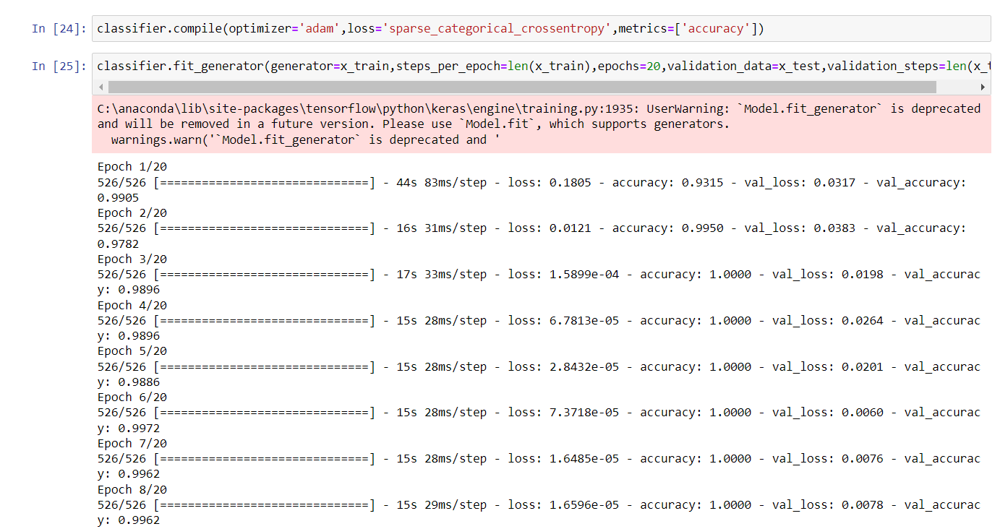 In [24]: classifier.compile(optimizer='adam',loss='sparse_categorical_crossentropy',metrics=['accuracy'])
In [25]: classifier.fit_generator(generator=x_train,steps_per_epoch=len(x_train),epochs=20,validation_data=x_test,validation_steps=len(x_t
C:\anaconda\lib\site-packages\tensorflow\python\keras\engine\training.py:1935: UserWarning: `Model.fit_generator` is deprecated
and will be removed in a future version. Please use `Model.fit`, which supports generators.
  warnings.warn('`Model.fit_generator` is deprecated and '
Epoch 1/20
526/526 [==============================] - 44s 83ms/step - loss: 0.1805 - accuracy: 0.9315 - val_loss: 0.0317 - val_accuracy:
0.9905
Epoch 2/20
526/526 [==============================] - 16s 31ms/step - loss: 0.0121 - accuracy: 0.9950 - val_loss: 0.0383 - val_accuracy:
0.9782
Epoch 3/20
526/526 [==============================] - 17s 33ms/step - loss: 1.5899e-04 - accuracy: 1.0000 - val_loss: 0.0198 - val_accurac
y: 0.9896
Epoch 4/20
526/526 [==============================] - 15s 28ms/step - loss: 6.7813e-05 - accuracy: 1.0000 - val_loss: 0.0264 - val_accurac
y: 0.9896
Epoch 5/20
526/526 [==============================] - 15s 28ms/step - loss: 2.8432e-05 - accuracy: 1.0000 - val_loss: 0.0201 - val_accurac
y: 0.9886
Epoch 6/20
526/526 [==============================] - 15s 28ms/step - loss: 7.3718e-05 - accuracy: 1.0000 - val_loss: 0.0060 - val_accurac
y: 0.9972
Epoch 7/20
526/526 [==============================] - 15s 28ms/step - loss: 1.6485e-05 - accuracy: 1.0000 - val_loss: 0.0076 - val_accurac
y: 0.9962
Epoch 8/20
526/526 [==============================] - 15s 29ms/step - loss: 1.6596e-05 - accuracy: 1.0000 - val_loss: 0.0078 - val_accurac
y: 0.9962